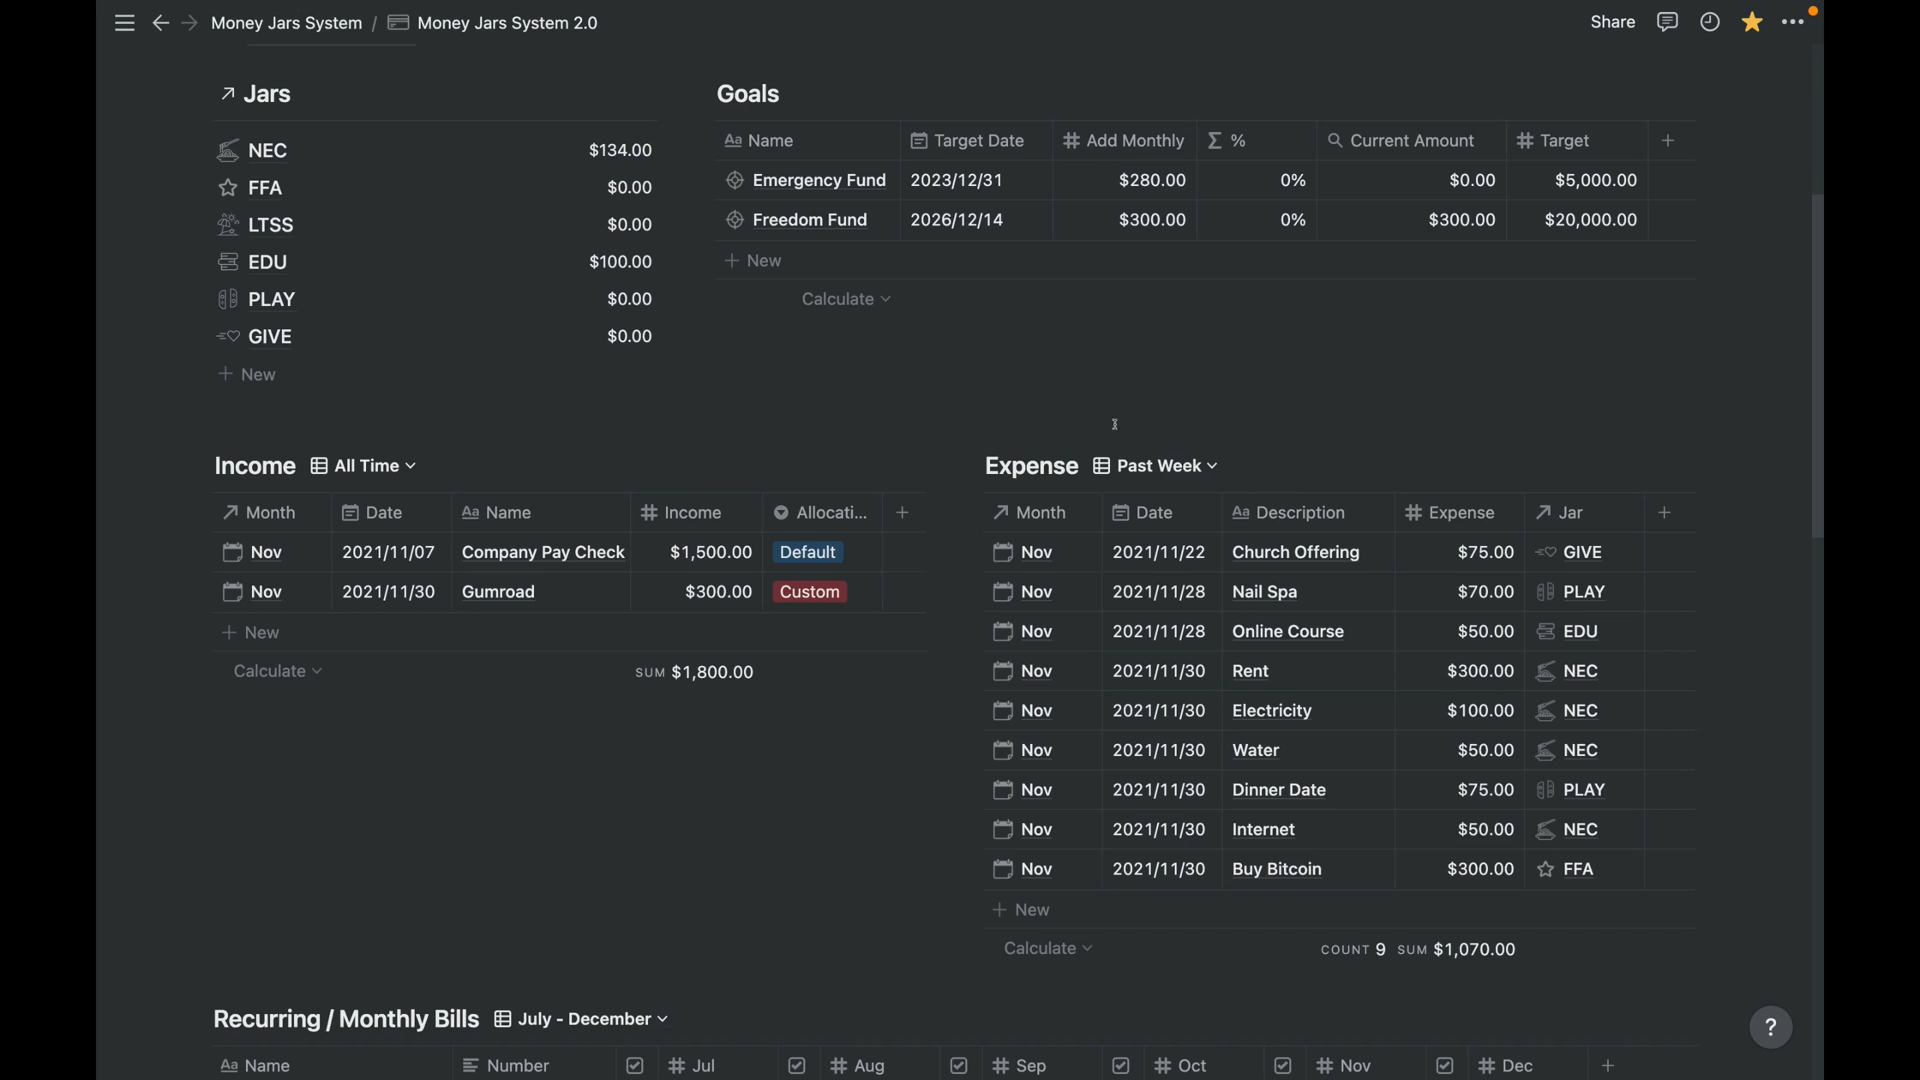 Money Jars System / Money Jars System 2.0
Share
Jars
NEC $134.00
FFA $0.00
LTSS $0.00
EDU $100.00
PLAY $0.00
GIVE $0.00
+ New
Goals
Aa Name Target Date # Add Monthly Σ % Current Amount # Target +
Emergency Fund 2023/12/31 $280.00 0% $0.00 $5,000.00
Freedom Fund 2026/12/14 $300.00 0% $300.00 $20,000.00
+ New
Calculate
Income All Time
Month Date Aa Name # Income Allocati... +
Nov 2021/11/07 Company Pay Check $1,500.00 Default
Nov 2021/11/30 Gumroad $300.00 Custom
+ New
Calculate SUM $1,800.00
Expense Past Week
Month Date Aa Description # Expense Jar +
Nov 2021/11/22 Church Offering $75.00 GIVE
Nov 2021/11/28 Nail Spa $70.00 PLAY
Nov 2021/11/28 Online Course $50.00 EDU
Nov 2021/11/30 Rent $300.00 NEC
Nov 2021/11/30 Electricity $100.00 NEC
Nov 2021/11/30 Water $50.00 NEC
Nov 2021/11/30 Dinner Date $75.00 PLAY
Nov 2021/11/30 Internet $50.00 NEC
Nov 2021/11/30 Buy Bitcoin $300.00 FFA
+ New
Calculate COUNT 9 SUM $1,070.00
Recurring / Monthly Bills July - December
?
Aa Name Number # Jul # Aug # Sep # Oct # Nov # Dec +